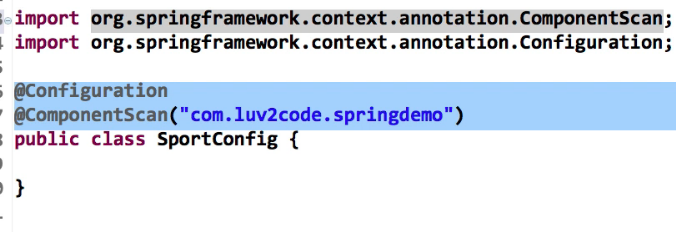 import org.springframework.context.annotation.ComponentScan;
import org.springframework.context.annotation.Configuration;
@Configuration
@ComponentScan("com.luv2code.springdemo")
public class SportConfig {
}